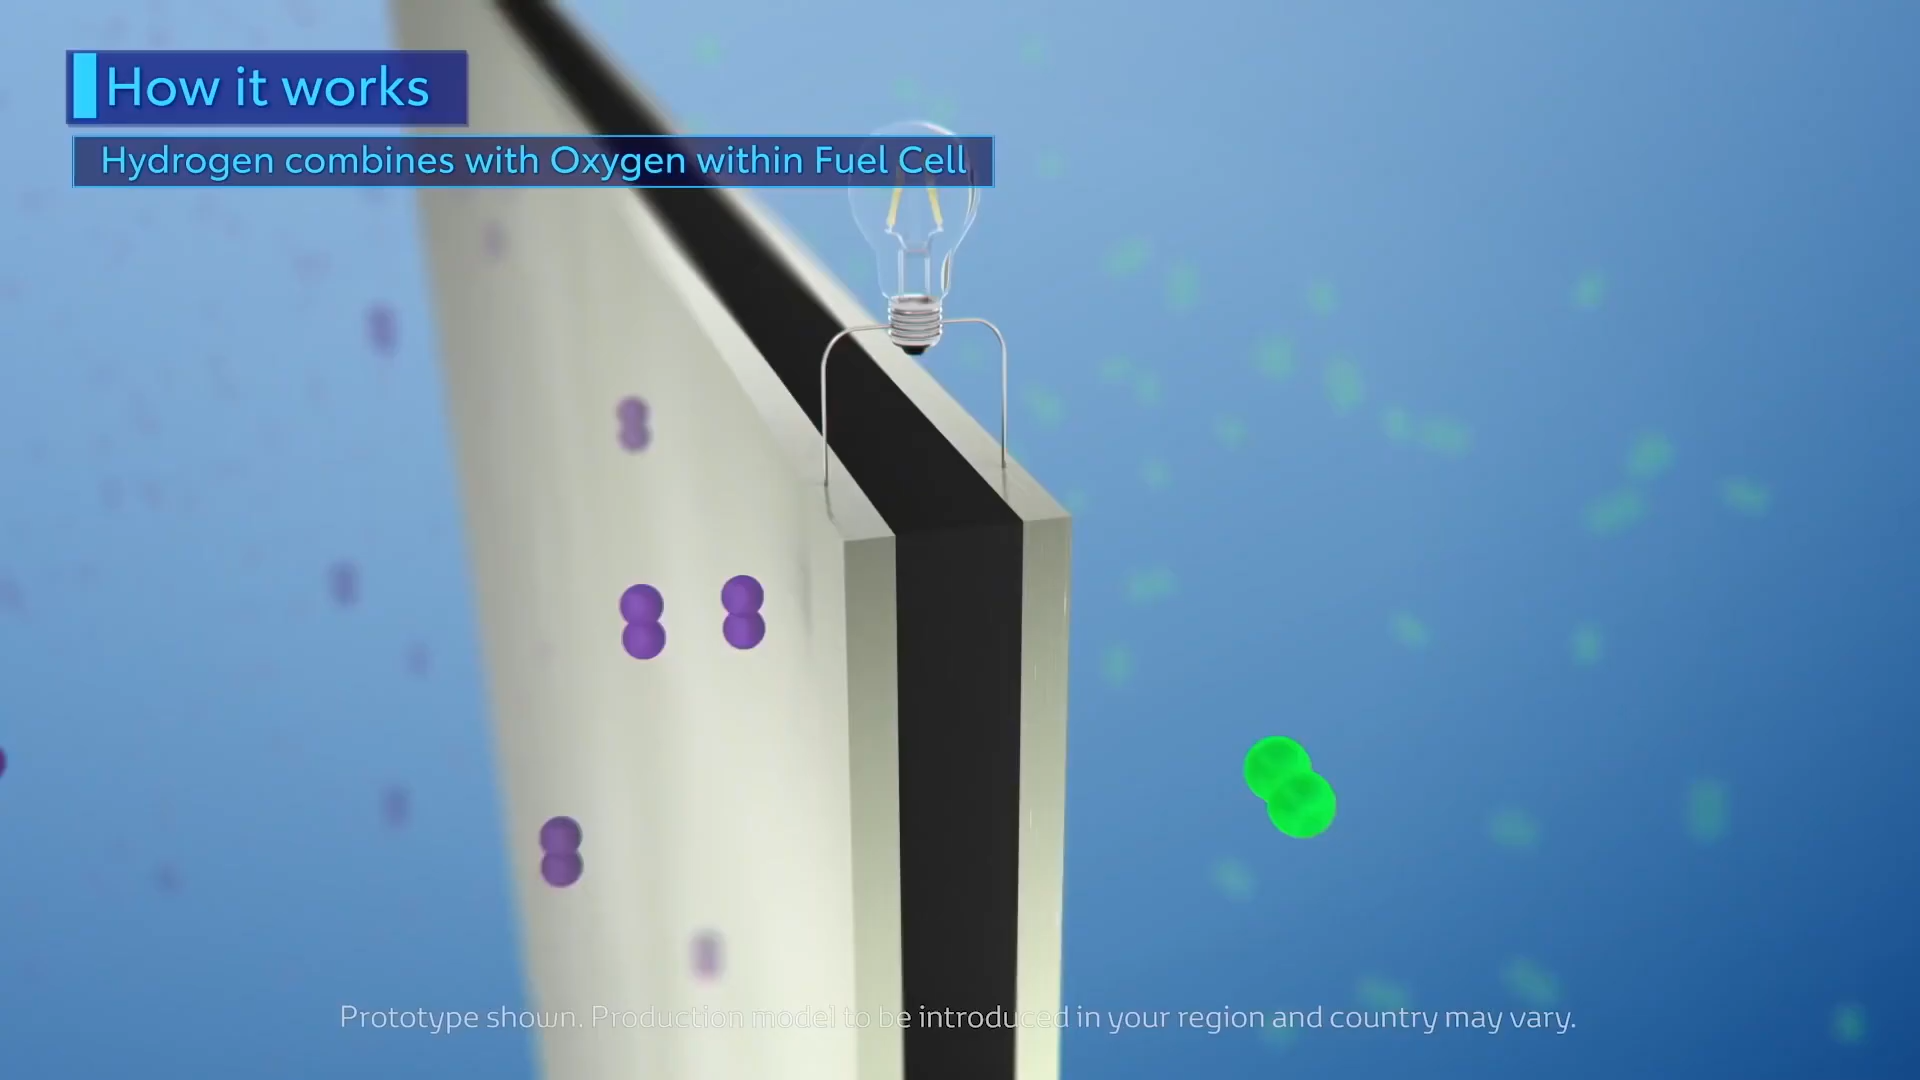 How it works
Hydrogen combines with Oxygen within Fuel Cell
Prototype shown. Production model to be introduced in your region and country may vary.